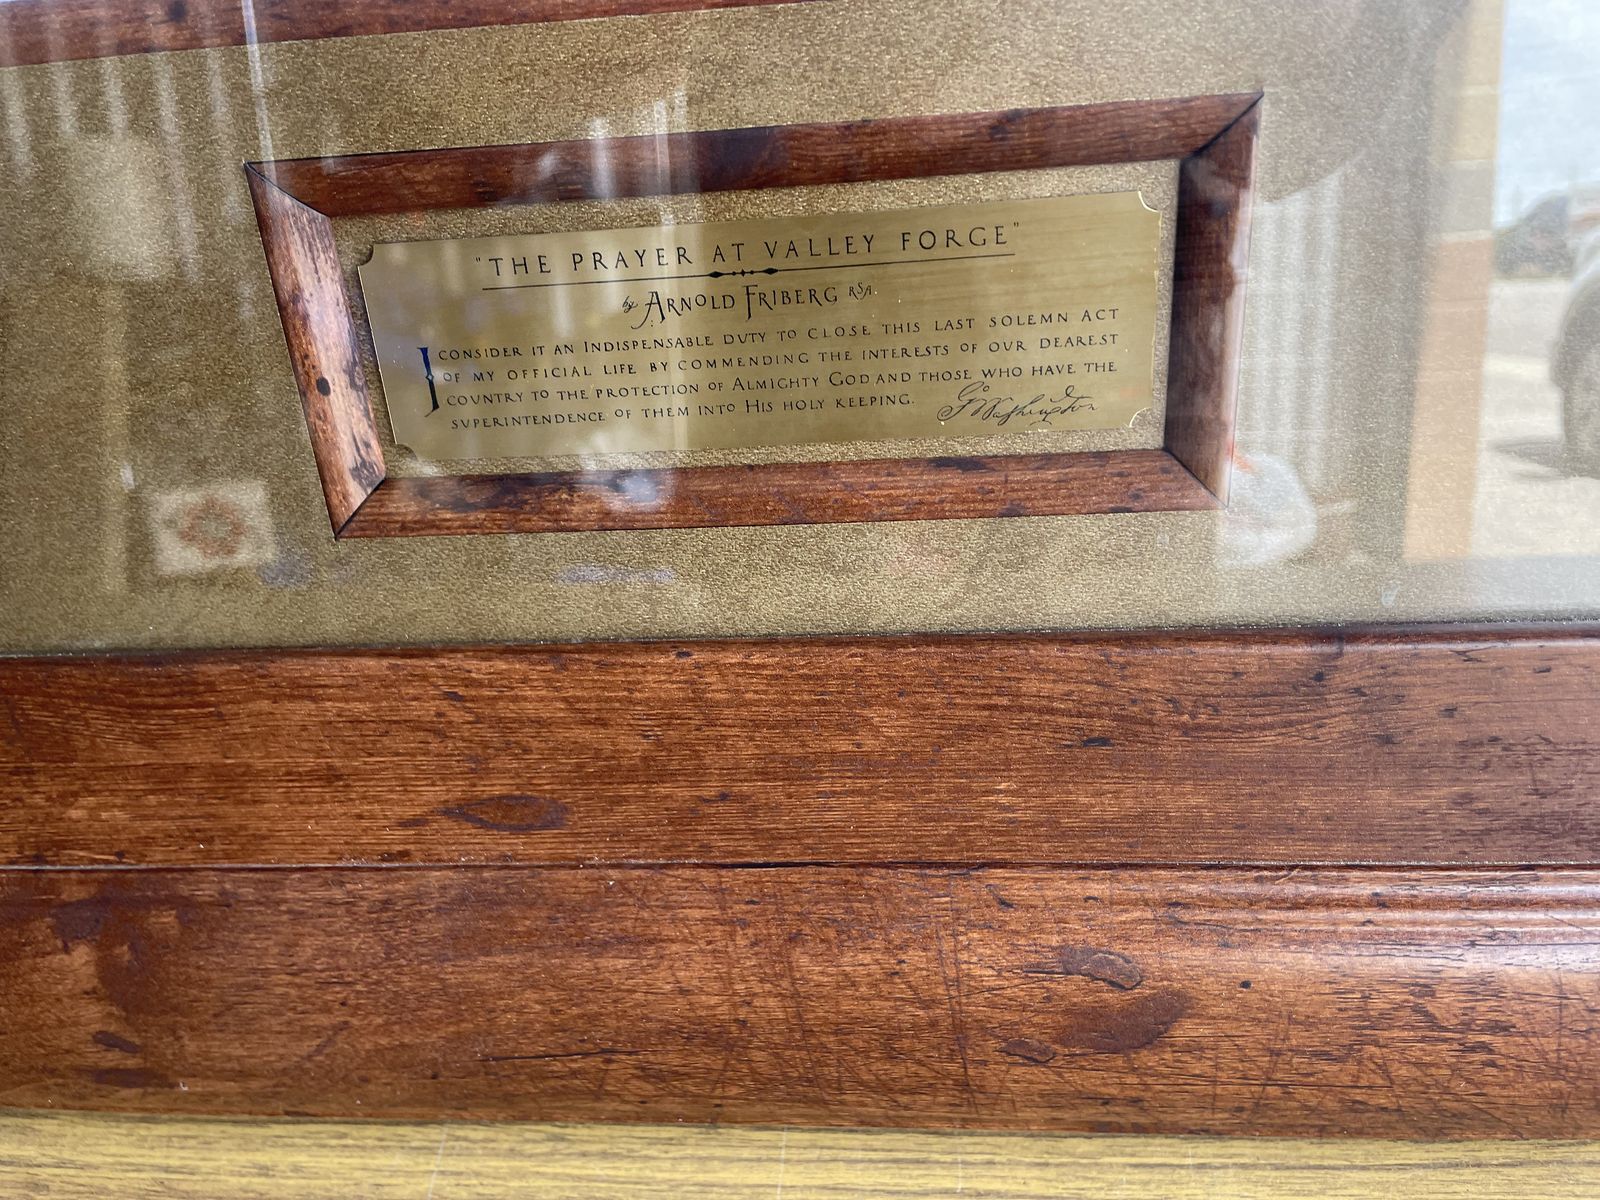 "THE PRAYER AT VALLEY FORGE"
by ARNOLD FRIBERG RSA
I CONSIDER IT AN INDISPENSABLE DUTY TO CLOSE THIS LAST SOLEMN ACT
OF MY OFFICIAL LIFE BY COMMENDING THE INTERESTS OF OUR DEAREST
COUNTRY TO THE PROTECTION OF ALMIGHTY GOD AND THOSE WHO HAVE THE
SUPERINTENDENCE OF THEM INTO HIS HOLY KEEPING.
Go Washington